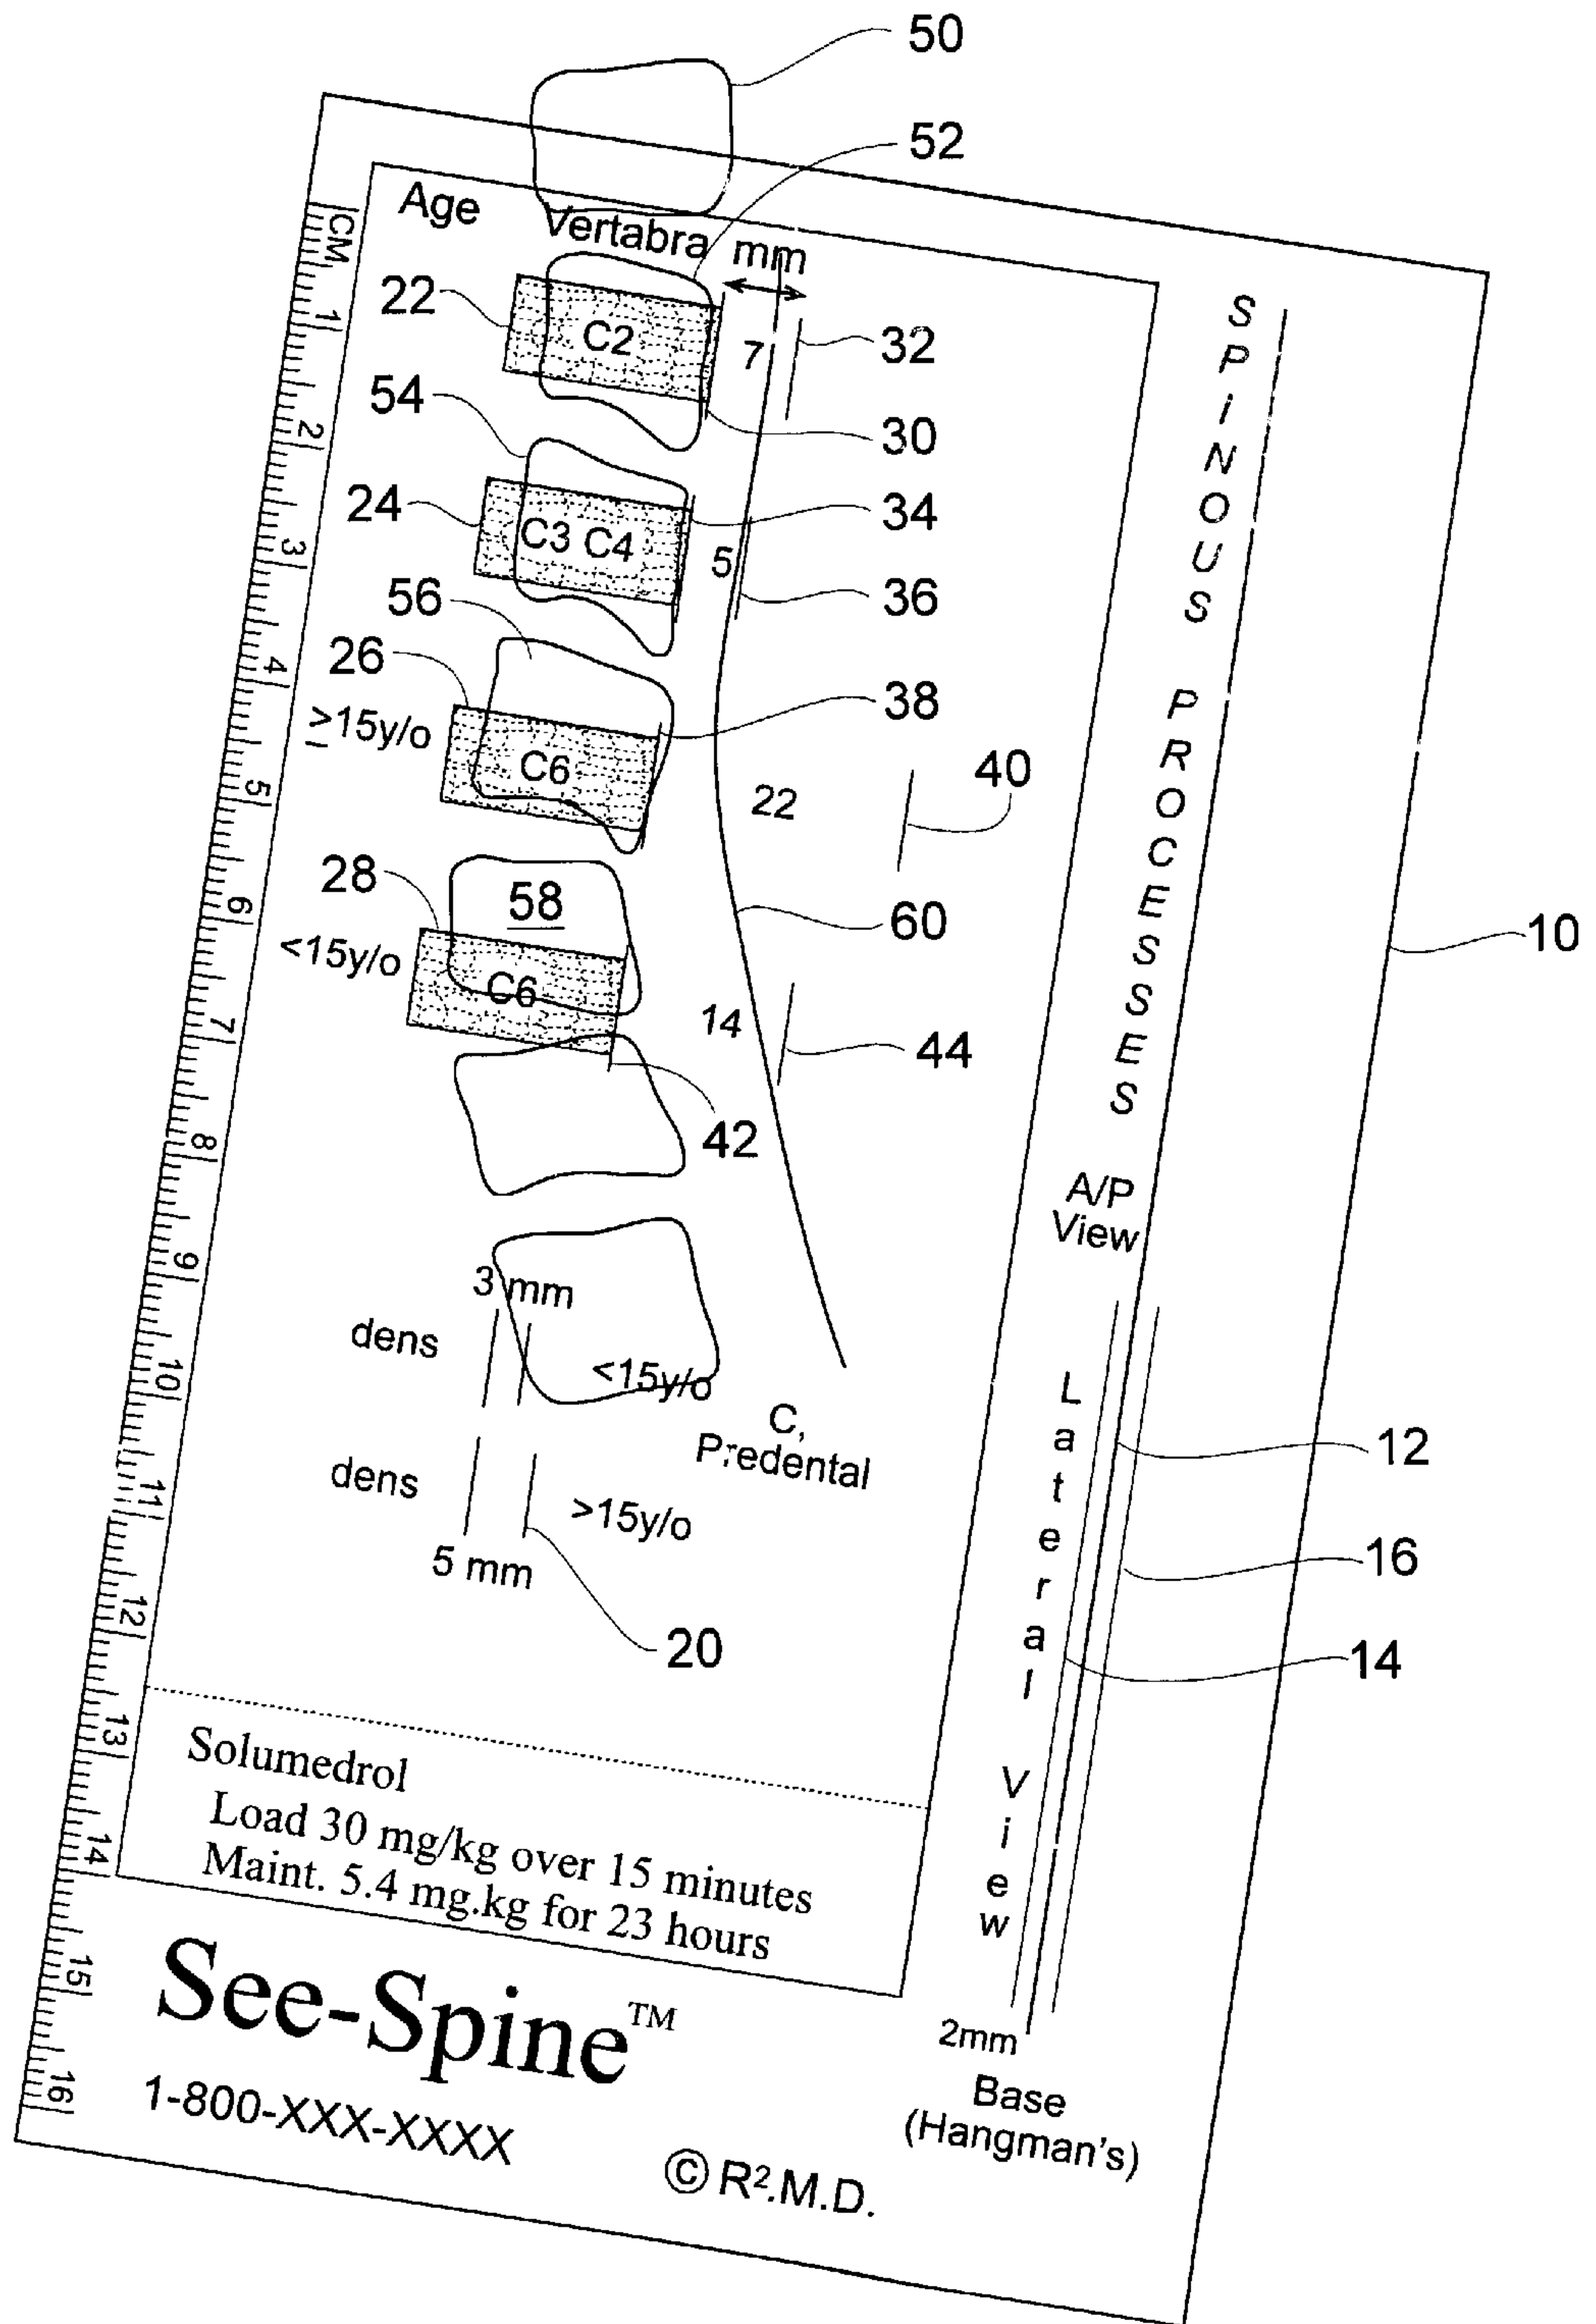 50
52
Age Vertabra mm
CM
22
C2
7
32
1
54
30
2
24
C3 C4
5
34
3
36
56
26
4
38
≥15y/o
C6
22
40
5
28
58
60
6
10
<15y/o
C6
14
44
7
42
8
SPiNOUS PROCESSES
A/P
View
9
3 mm
dens
<15y/o
10
C,
Predental
Lateral View
12
dens
>15y/o
11
5 mm
16
12
20
14
13
Solumedrol
Load 30 mg/kg over 15 minutes
Maint. 5.4 mg.kg for 23 hours
14
See-Spine™
15
2mm
Base
(Hangman's)
16
1-800-XXX-XXXX
© R².M.D.